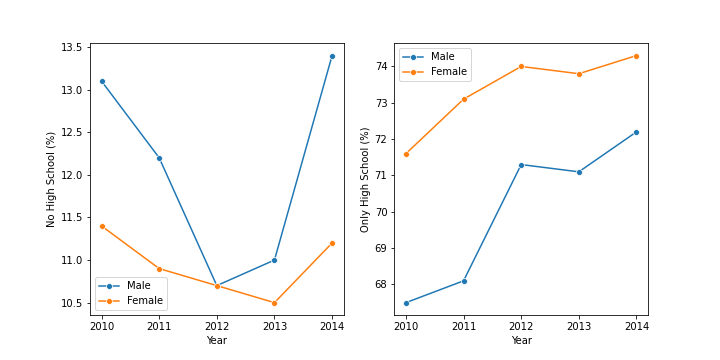 13.5
13.0
12.5
12.0
11.5
11.0
10.5
No High School (%)
Male
Female
2010 2011 2012 2013 2014
Year
74
73
72
71
70
69
68
Only High School (%)
Male
Female
2010 2011 2012 2013 2014
Year